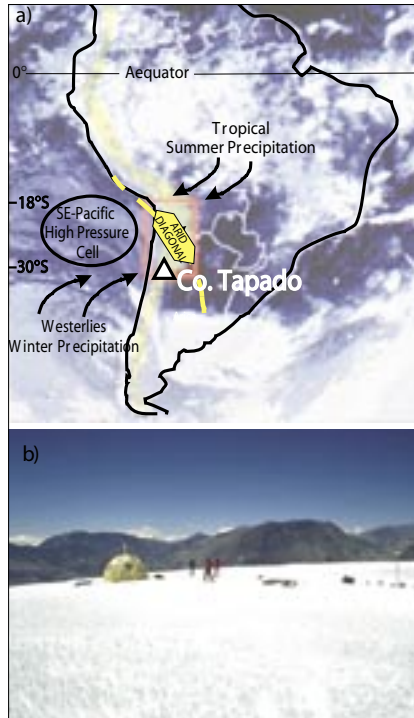 a)
0°
Aequator
Tropical
Summer Precipitation
-18°S
SE-Pacific
High Pressure
Cell
ARID
DIAGONAL
-30°S
Co. Tapado
Westerlies
Winter Precipitation
b)